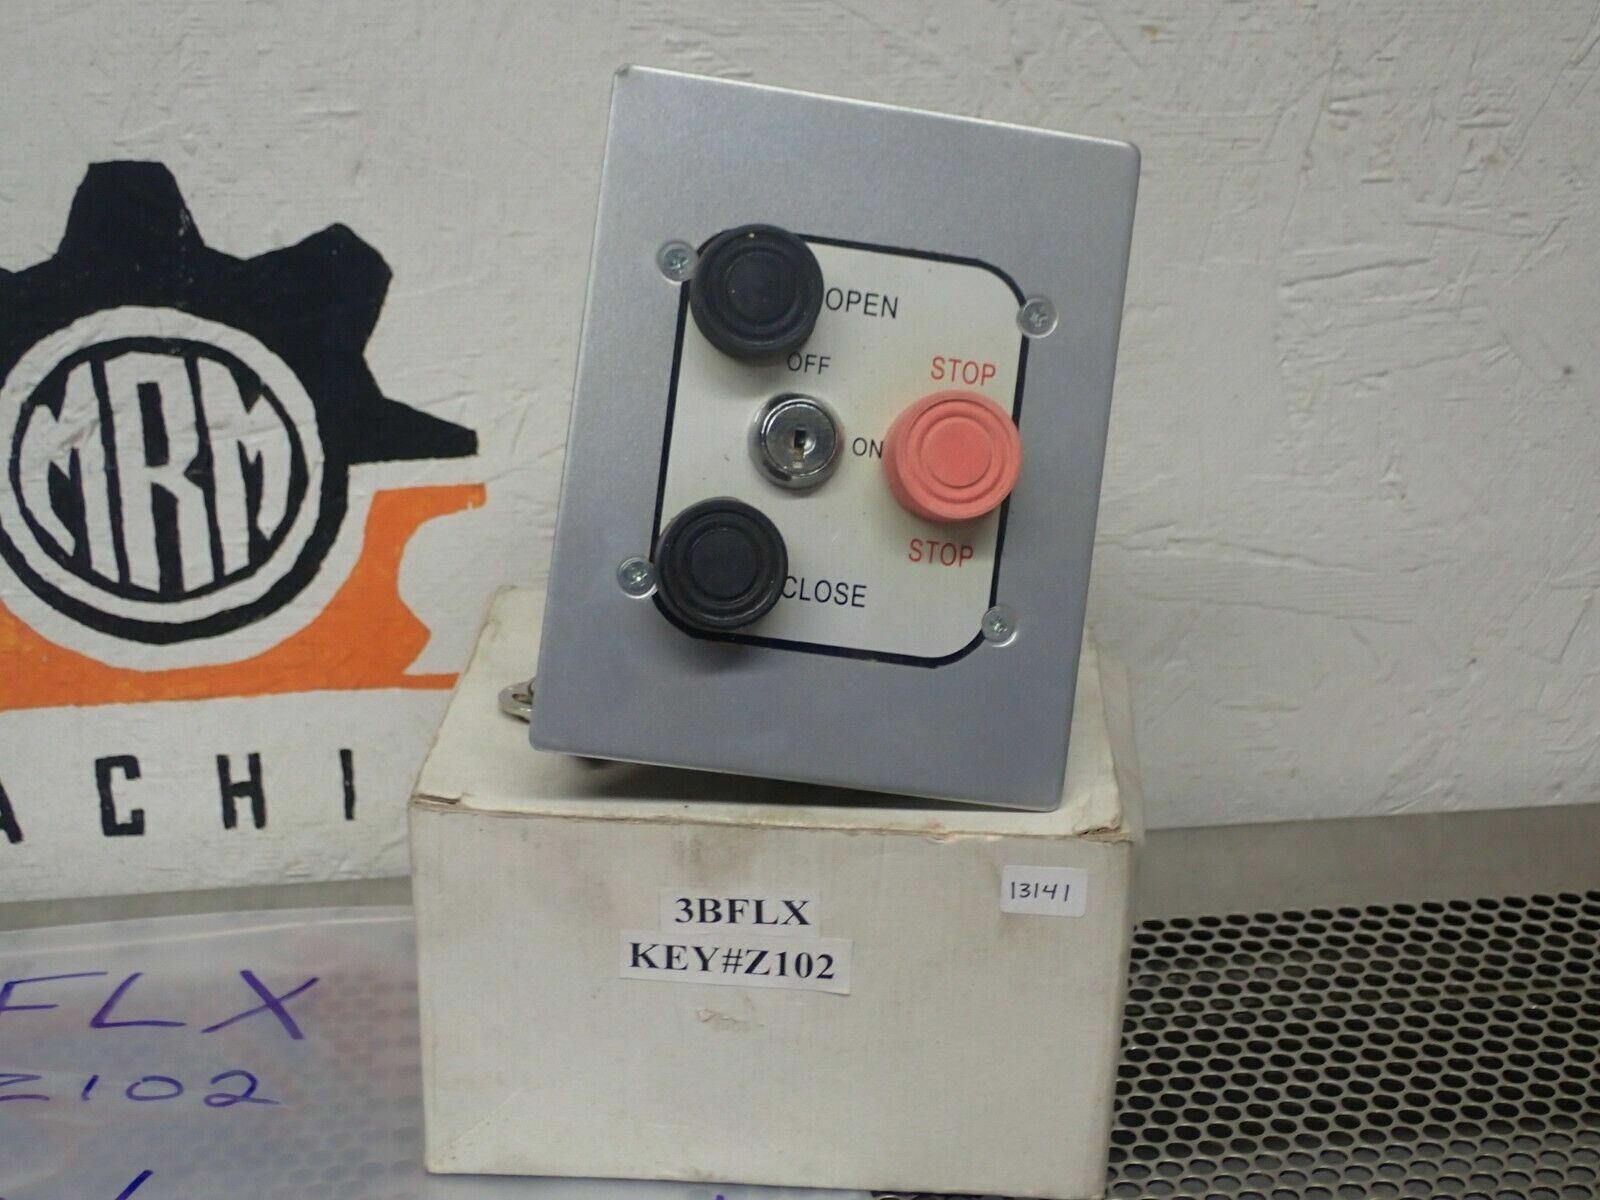 MRM
ACHI
OPEN
OFF
STOP
ON
STOP
CLOSE
13141
3BFLX
KEY#Z102
FLX
Z102